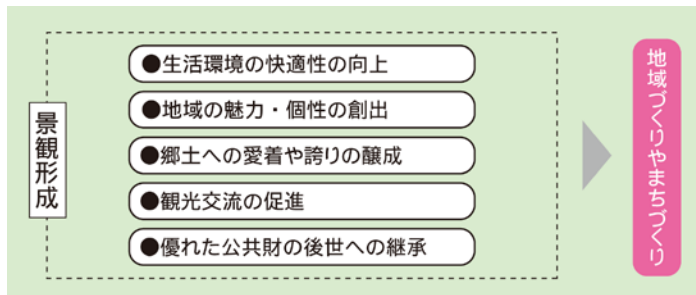 景観形成
●生活環境の快適性の向上
●地域の魅力・個性の創出
●郷土への愛着や誇りの醸成
●観光交流の促進
●優れた公共財の後世への継承
地域づくりやまちづくり